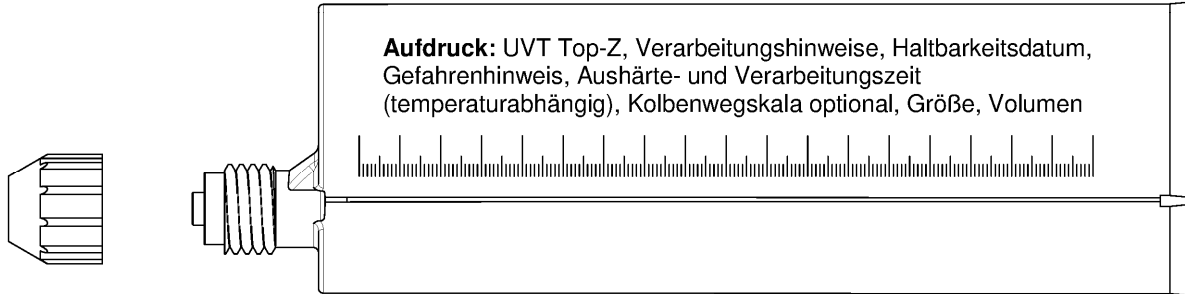 Aufdruck: UVT Top-Z, Verarbeitungshinweise, Haltbarkeitsdatum,
Gefahrenhinweis, Aushärte- und Verarbeitungszeit
(temperaturabhängig), Kolbenwegskala optional, Größe, Volumen